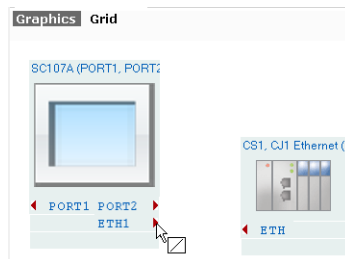 Graphics Grid
SC107A (PORT1, PORT2
CS1, CJ1 Ethernet (
PORT1 PORT2
ETH1
ETH